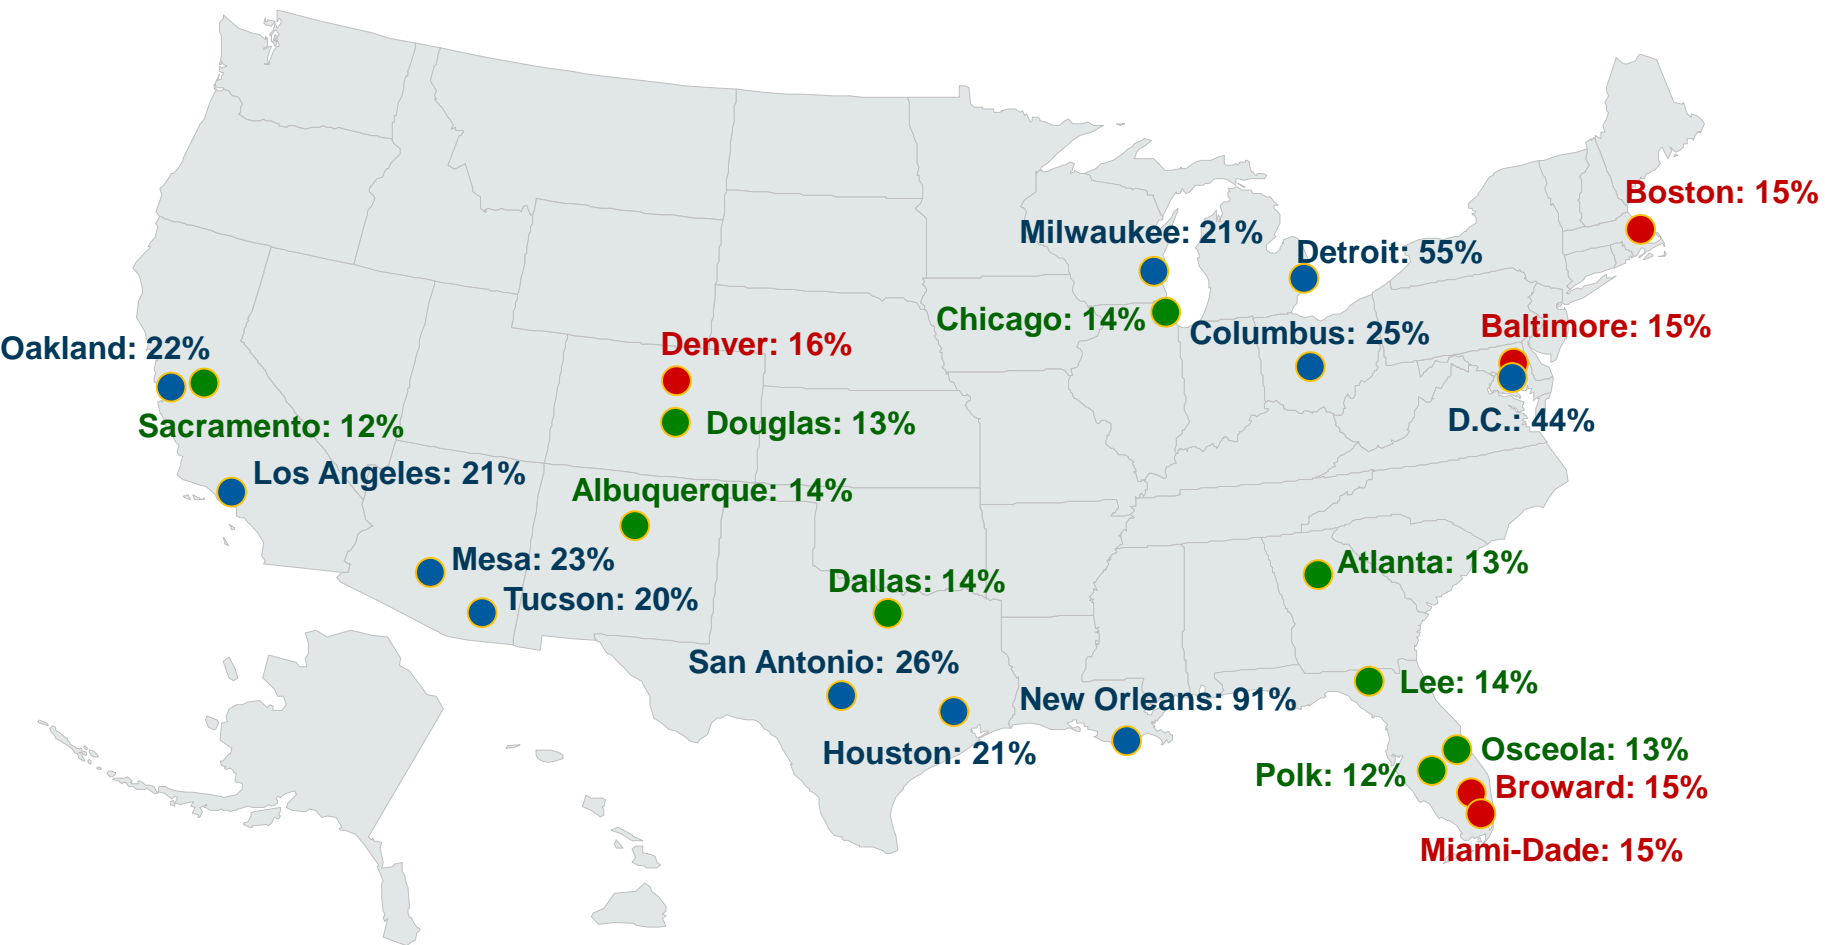 Boston: 15%
Milwaukee: 21%
Detroit: 55%
Chicago: 14%
Columbus: 25%
Baltimore: 15%
Oakland: 22%
Denver: 16%
Sacramento: 12%
Douglas: 13%
D.C.: 44%
Los Angeles: 21%
Albuquerque: 14%
Mesa: 23%
Tucson: 20%
Dallas: 14%
Atlanta: 13%
San Antonio: 26%
New Orleans: 91%
Lee: 14%
Houston: 21%
Osceola: 13%
Polk: 12%
Broward: 15%
Miami-Dade: 15%